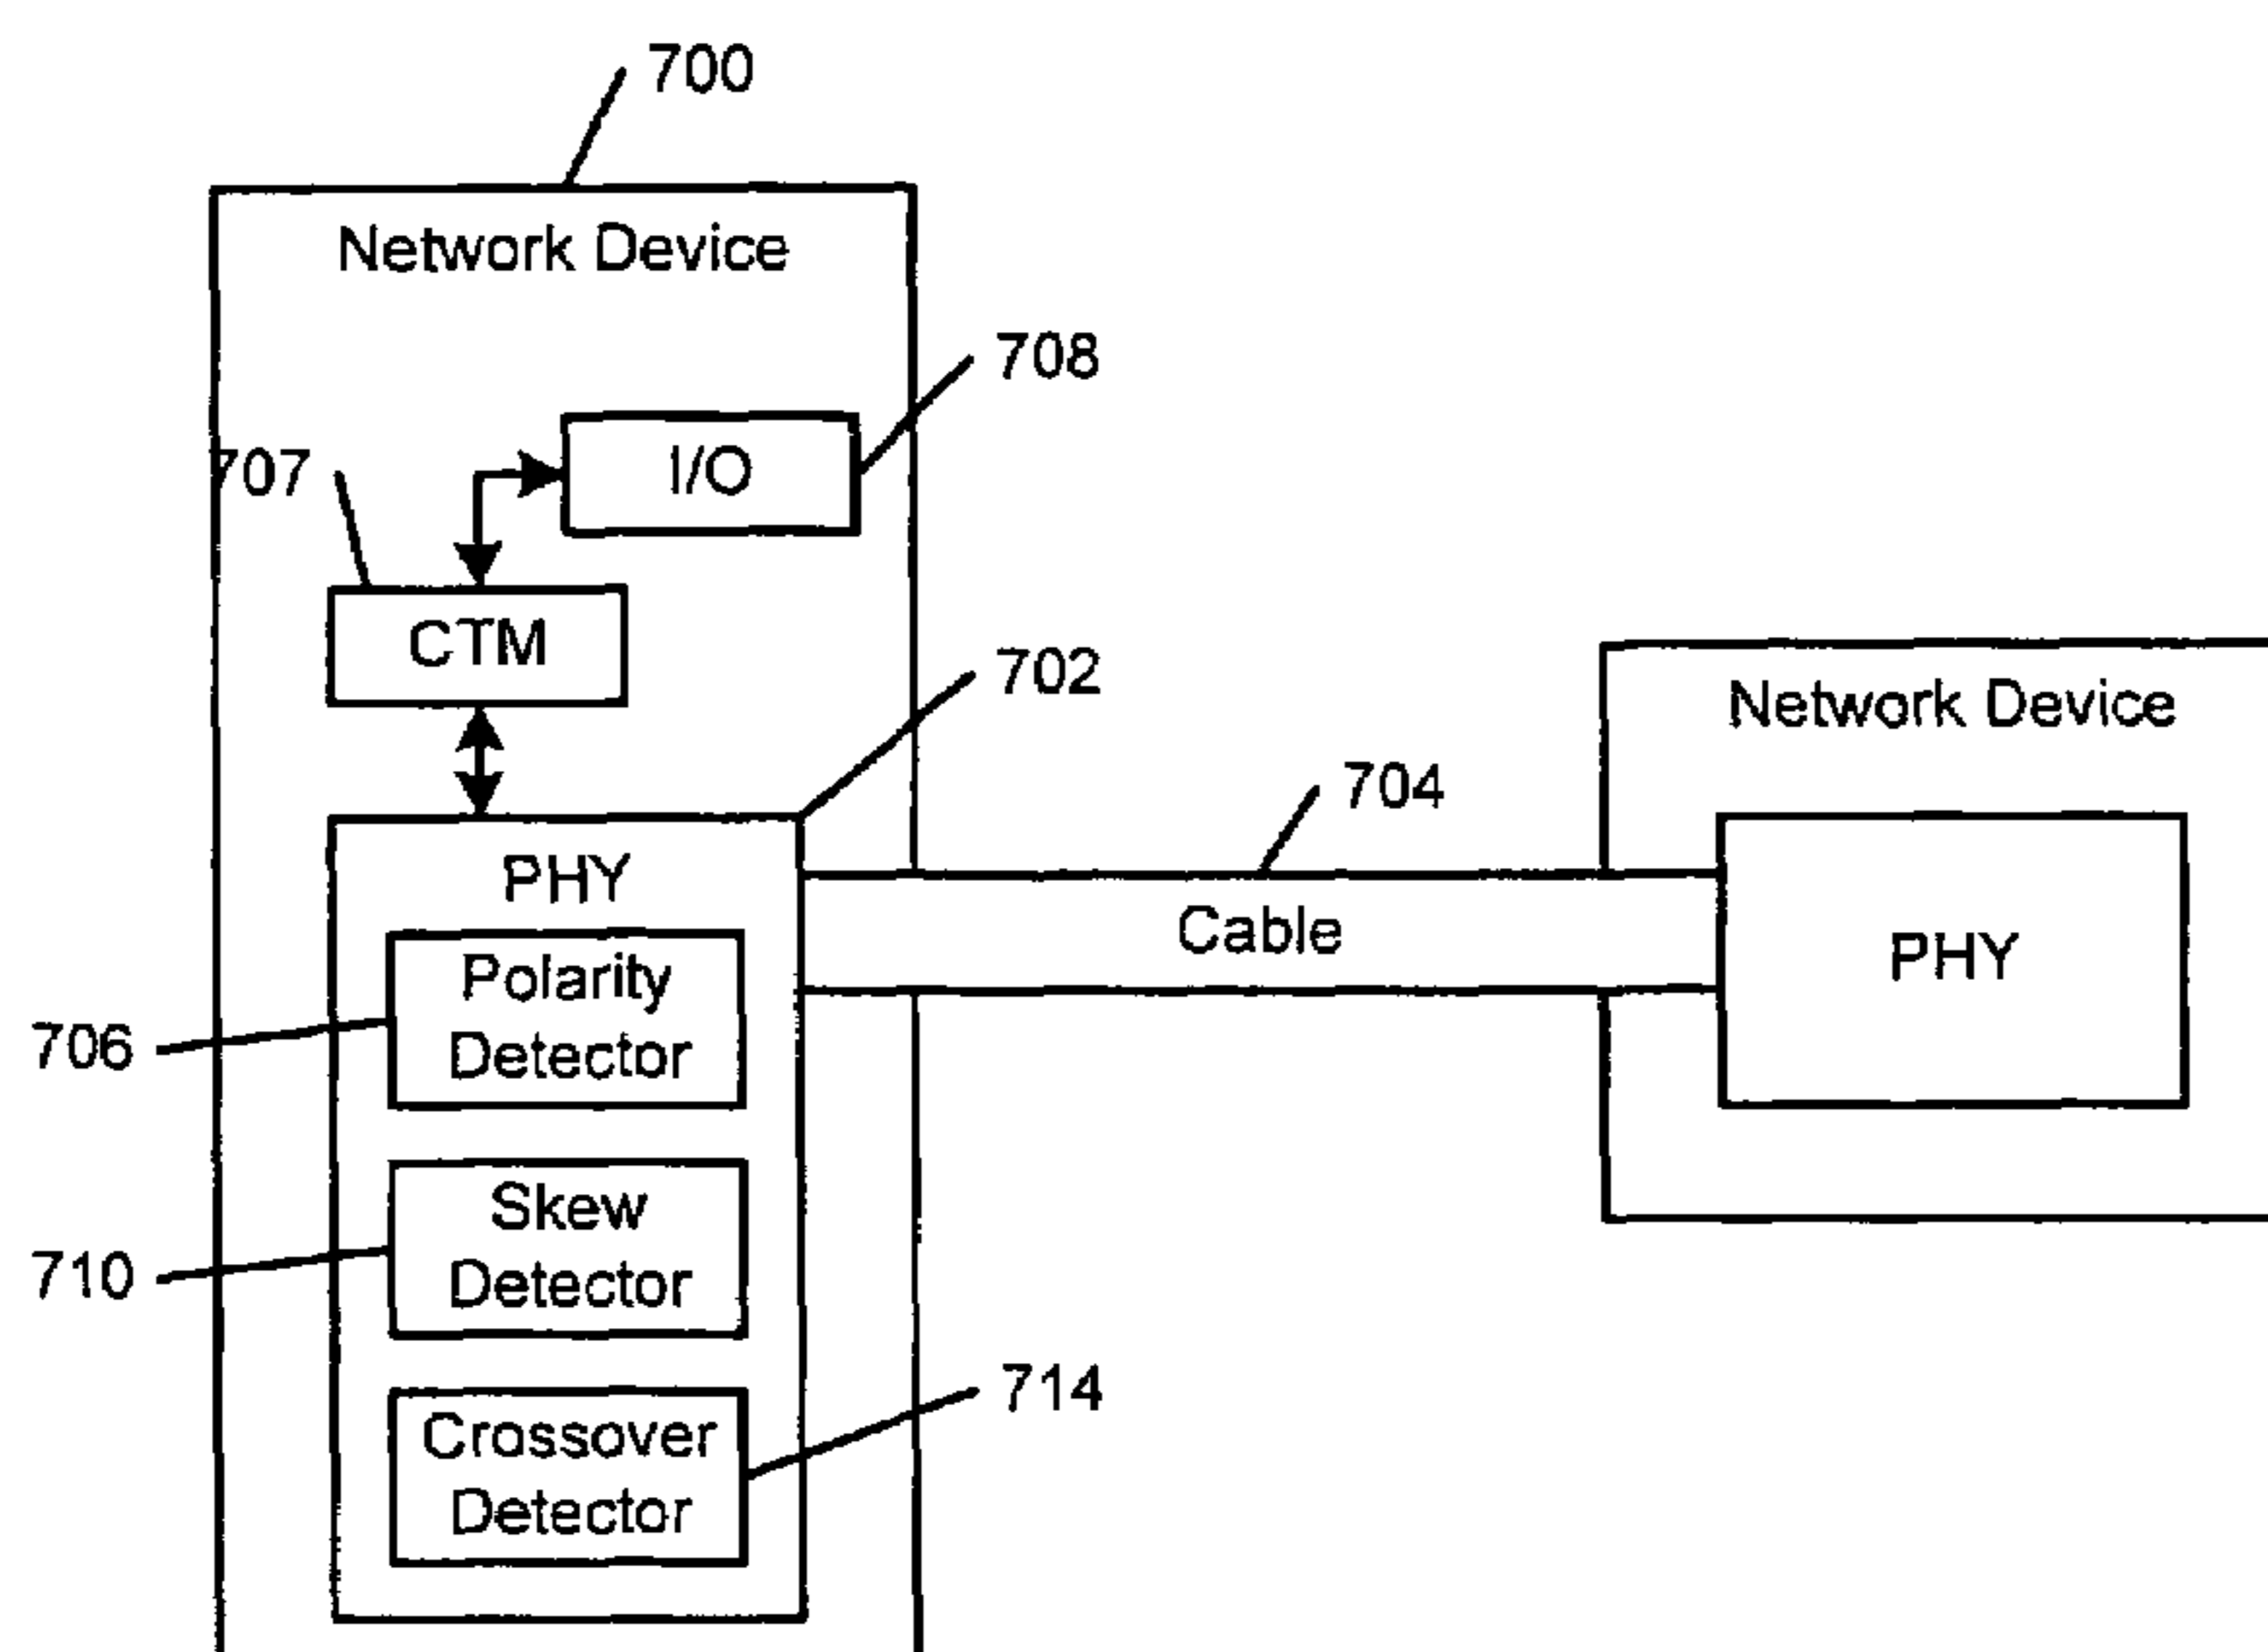 700
Network Device
708
I/O
707
CTM
702
Network Device
704
PHY
Cable
PHY
Polarity
Detector
706
Skew
Detector
710
Crossover
Detector
714